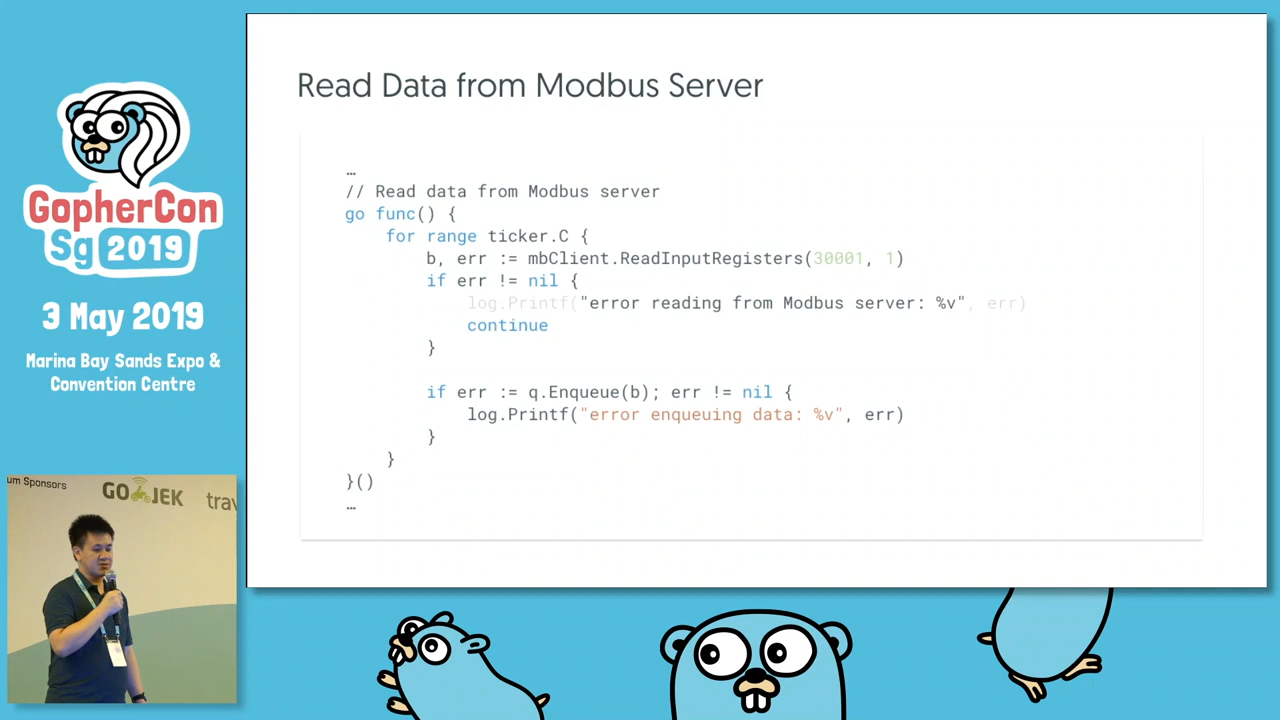 GopherCon
Sg 2019
3 May 2019
Marina Bay Sands Expo &
Convention Centre
Read Data from Modbus Server
…
// Read data from Modbus server
go func() {
for range ticker.C {
b, err := mbClient.ReadInputRegisters(30001, 1)
if err != nil {
log.Printf("error reading from Modbus server: %v", err)
continue
}
if err := q.Enqueue(b); err != nil {
log.Printf("error enqueuing data: %v", err)
}
}
}()
…
um Sponsors
GO JEK
trav